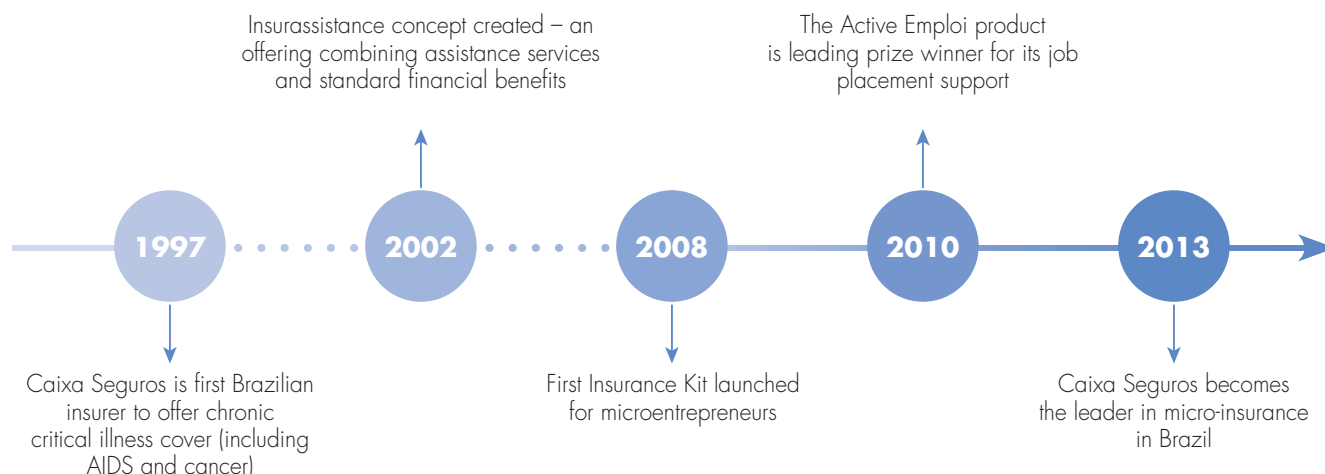 Insurassistance concept created – an
offering combining assistance services
and standard financial benefits
The Active Emploi product
is leading prize winner for its job
placement support
1997
2002
2008
2010
2013
Caixa Seguros is first Brazilian
insurer to offer chronic
critical illness cover (including
AIDS and cancer)
First Insurance Kit launched
for microentrepreneurs
Caixa Seguros becomes
the leader in micro-insurance
in Brazil